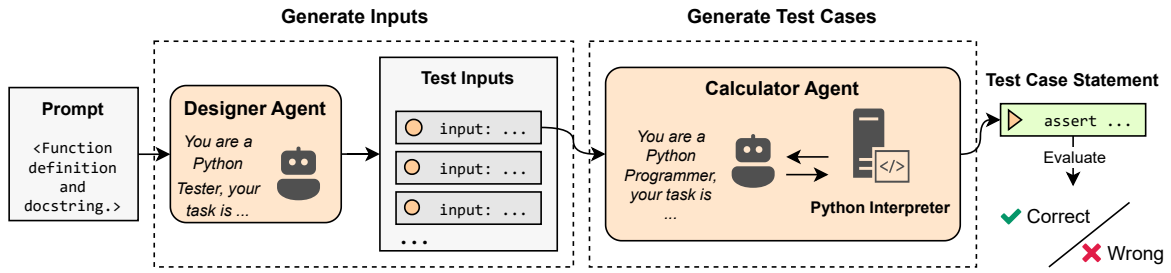 Generate Inputs
Generate Test Cases
Prompt
<Function
definition
and
docstring.>
Designer Agent
You are a
Python
Tester, your
task is ...
Test Inputs
input: ...
input: ...
input: ...
...
Calculator Agent
You are a
Python
Programmer,
your task is
...
</>
Python Interpreter
Test Case Statement
assert ...
Evaluate
Correct
Wrong